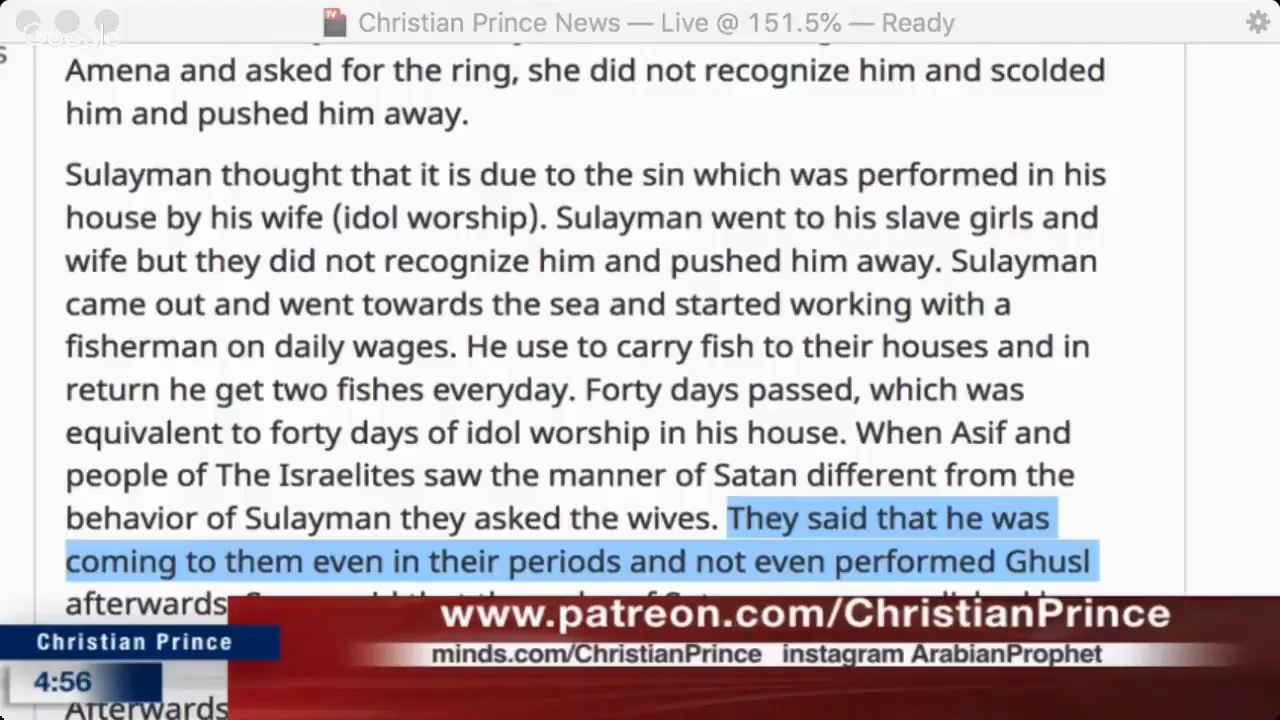 Christian Prince News — Live @ 151.5% — Ready
Google
Amena and asked for the ring, she did not recognize him and scolded
him and pushed him away.
Sulayman thought that it is due to the sin which was performed in his
house by his wife (idol worship). Sulayman went to his slave girls and
wife but they did not recognize him and pushed him away. Sulayman
came out and went towards the sea and started working with a
fisherman on daily wages. He use to carry fish to their houses and in
return he get two fishes everyday. Forty days passed, which was
equivalent to forty days of idol worship in his house. When Asif and
people of The Israelites saw the manner of Satan different from the
behavior of Sulayman they asked the wives. They said that he was
coming to them even in their periods and not even performed Ghusl
afterwards
www.patreon.com/ChristianPrince
Christian Prince
minds.com/ChristianPrince instagram ArabianProphet
4:56
Afterwards